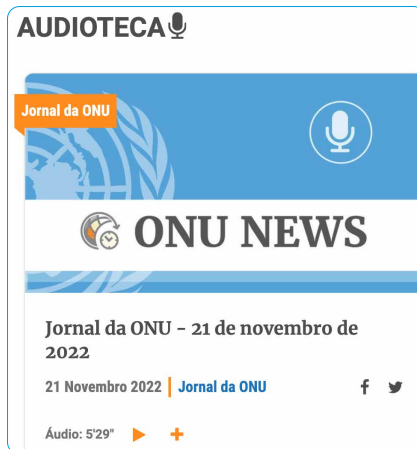 AUDIOTECA
Jornal da ONU
ONU NEWS
Jornal da ONU - 21 de novembro de
2022
21 Novembro 2022 | Jornal da ONU
Áudio: 5'29"